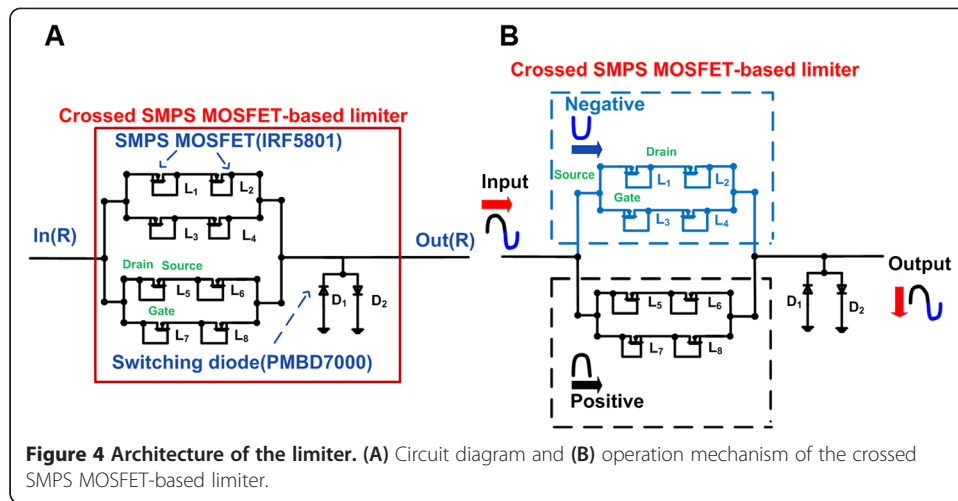 A
Crossed SMPS MOSFET-based limiter
SMPS MOSFET(IRF5801)
L₁
L₂
L₃
L₄
In(R)
Out(R)
Drain Source
L₅
L₆
Gate
L₇
L₈
D₁
D₂
Switching diode(PMBD7000)
B
Crossed SMPS MOSFET-based limiter
Negative
Drain
Source
L₁
L₂
Gate
L₃
L₄
Input
L₅
L₆
L₇
L₈
D₁
D₂
Output
Positive
Figure 4 Architecture of the limiter. (A) Circuit diagram and (B) operation mechanism of the crossed
SMPS MOSFET-based limiter.